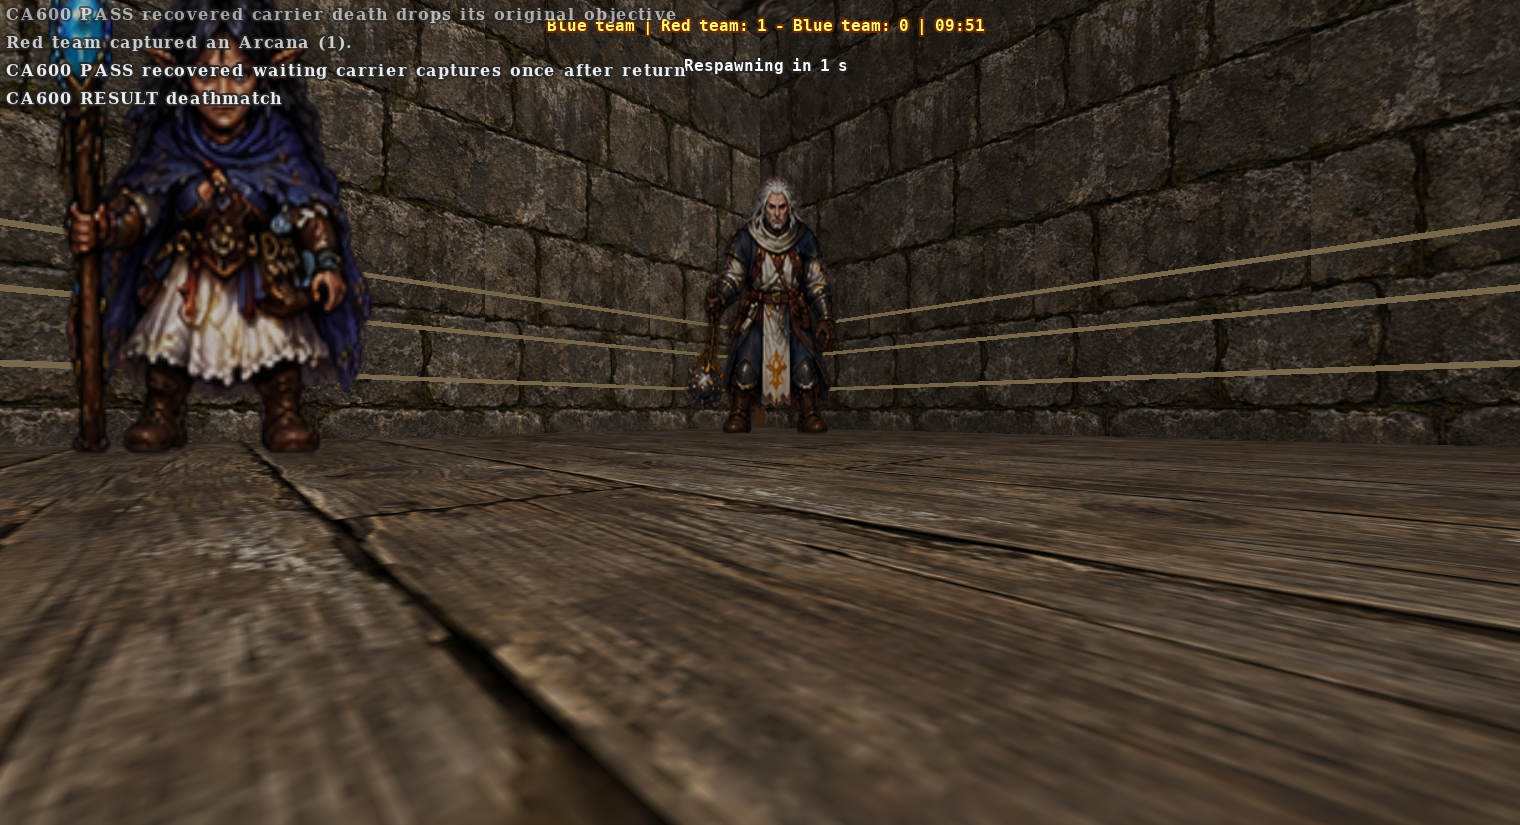 CA600 PASS recovered carrier death drops its original objective
Blue team | Red team: 1 - Blue team: 0 | 09:51
Red team captured an Arcana (1).
CA600 PASS recovered waiting carrier captures once after return
Respawning in 1 s
CA600 RESULT deathmatch